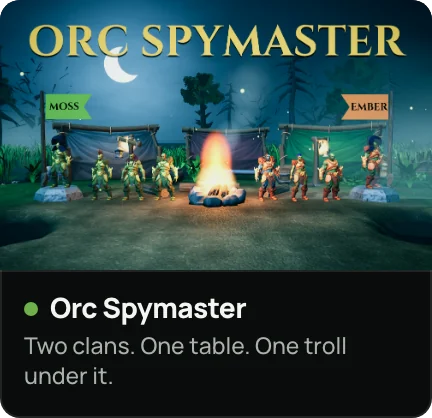 ORC SPYMASTER
MOSS
EMBER
Orc Spymaster
Two clans. One table. One troll
under it.